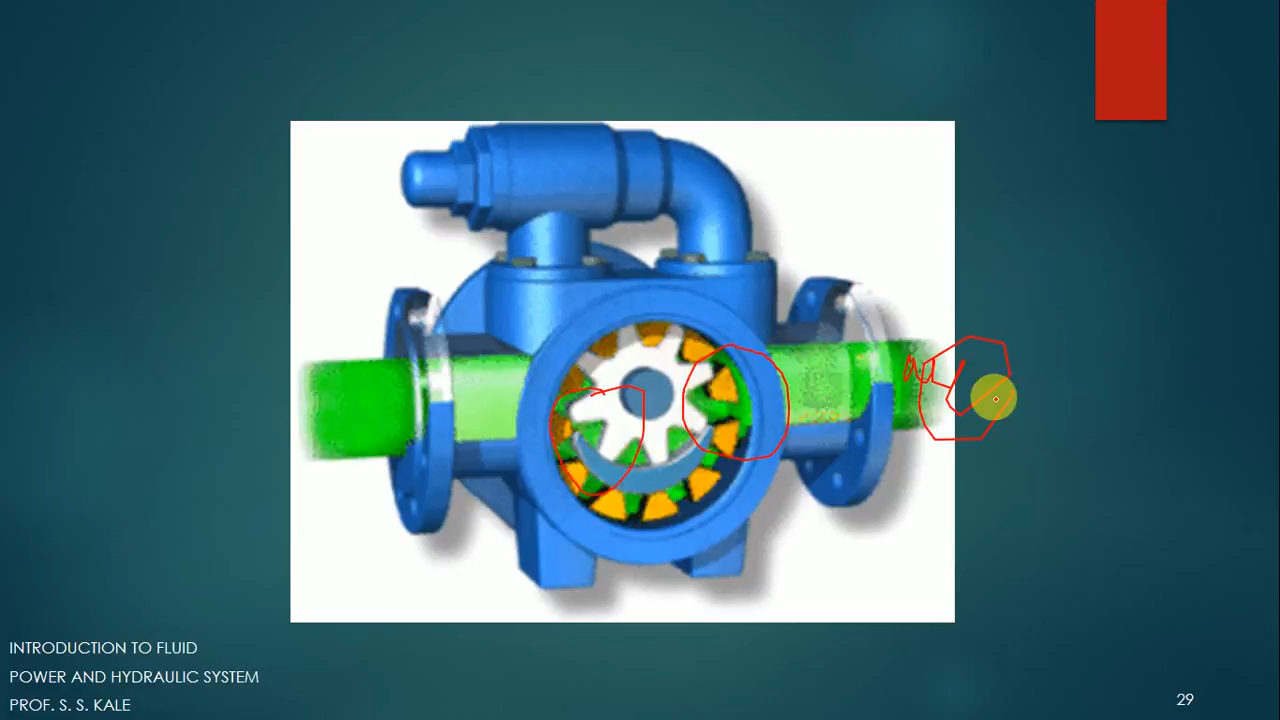 INTRODUCTION TO FLUID
POWER AND HYDRAULIC SYSTEM
PROF. S. S. KALE
29